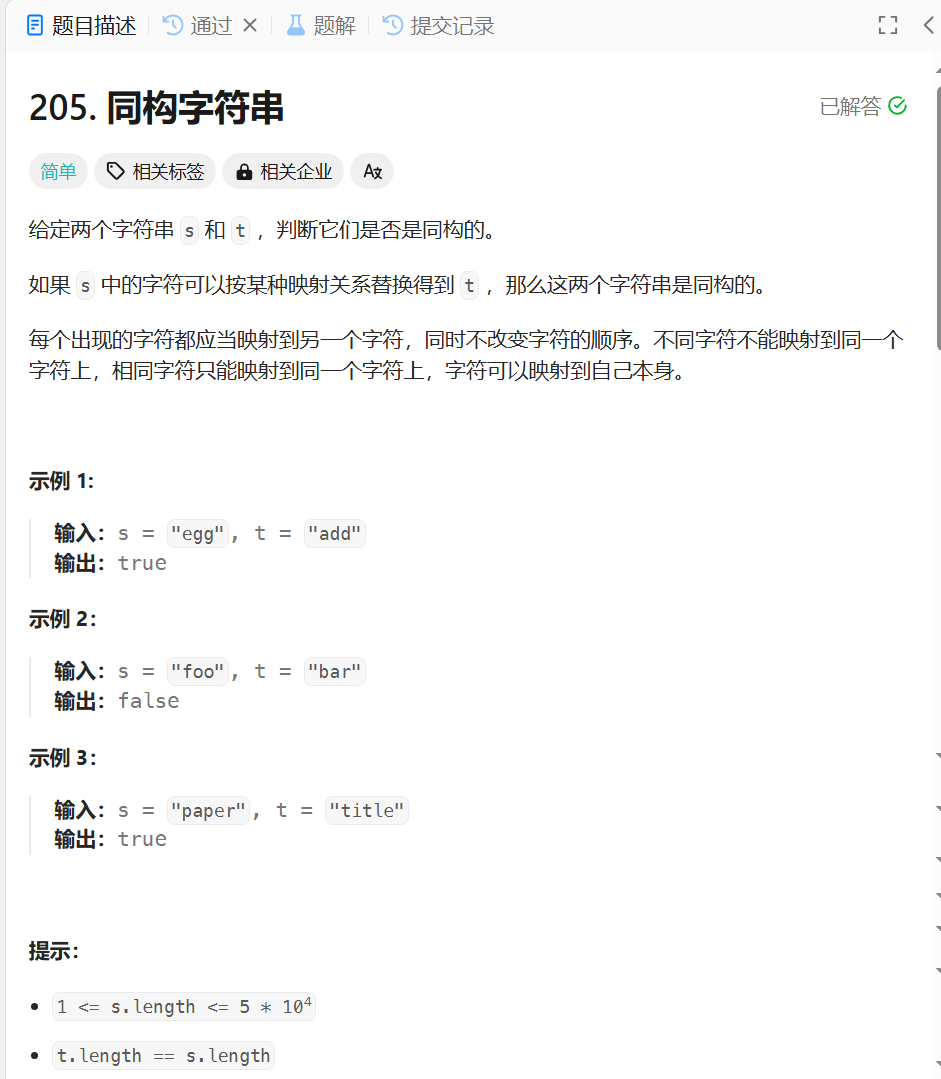 题目描述 通过 题解 提交记录
205. 同构字符串 已解答
简单 相关标签 相关企业 Aあ
给定两个字符串 s 和 t ，判断它们是否是同构的。
如果 s 中的字符可以按某种映射关系替换得到 t ，那么这两个字符串是同构的。
每个出现的字符都应当映射到另一个字符，同时不改变字符的顺序。不同字符不能映射到同一个
字符上，相同字符只能映射到同一个字符上，字符可以映射到自己本身。
示例 1:
输入：s = "egg", t = "add"
输出：true
示例 2：
输入：s = "foo", t = "bar"
输出：false
示例 3：
输入：s = "paper", t = "title"
输出：true
提示：
• 1 <= s.length <= 5 * 10⁴
• t.length == s.length